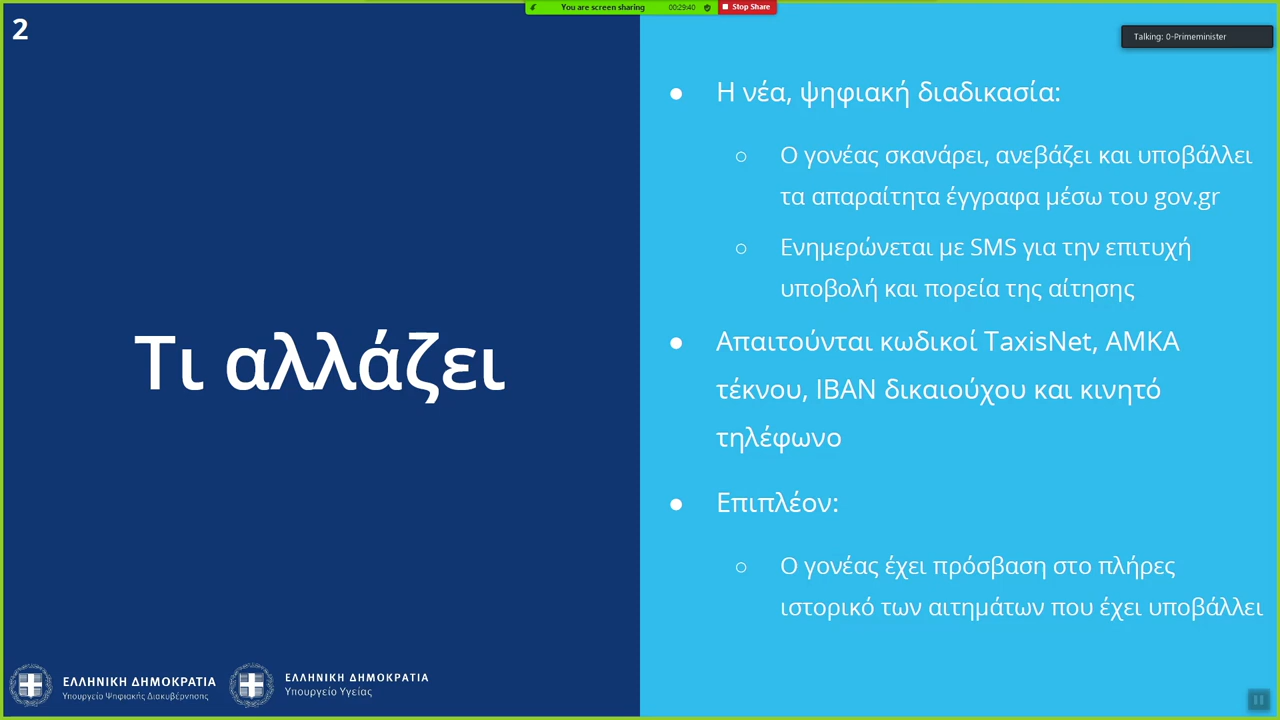 You are screen sharing 00:29:40 Stop Share
2
Talking: 0-Primeminister
Τι αλλάζει
● Η νέα, ψηφιακή διαδικασία:
○ Ο γονέας σκανάρει, ανεβάζει και υποβάλλει
τα απαραίτητα έγγραφα μέσω του gov.gr
○ Ενημερώνεται με SMS για την επιτυχή
υποβολή και πορεία της αίτησης
● Απαιτούνται κωδικοί TaxisNet, ΑΜΚΑ
τέκνου, IBAN δικαιούχου και κινητό
τηλέφωνο
● Επιπλέον:
○ Ο γονέας έχει πρόσβαση στο πλήρες
ιστορικό των αιτημάτων που έχει υποβάλλει
ΕΛΛΗΝΙΚΗ ΔΗΜΟΚΡΑΤΙΑ
Υπουργείο Ψηφιακής Διακυβέρνησης
ΕΛΛΗΝΙΚΗ ΔΗΜΟΚΡΑΤΙΑ
Υπουργείο Υγείας